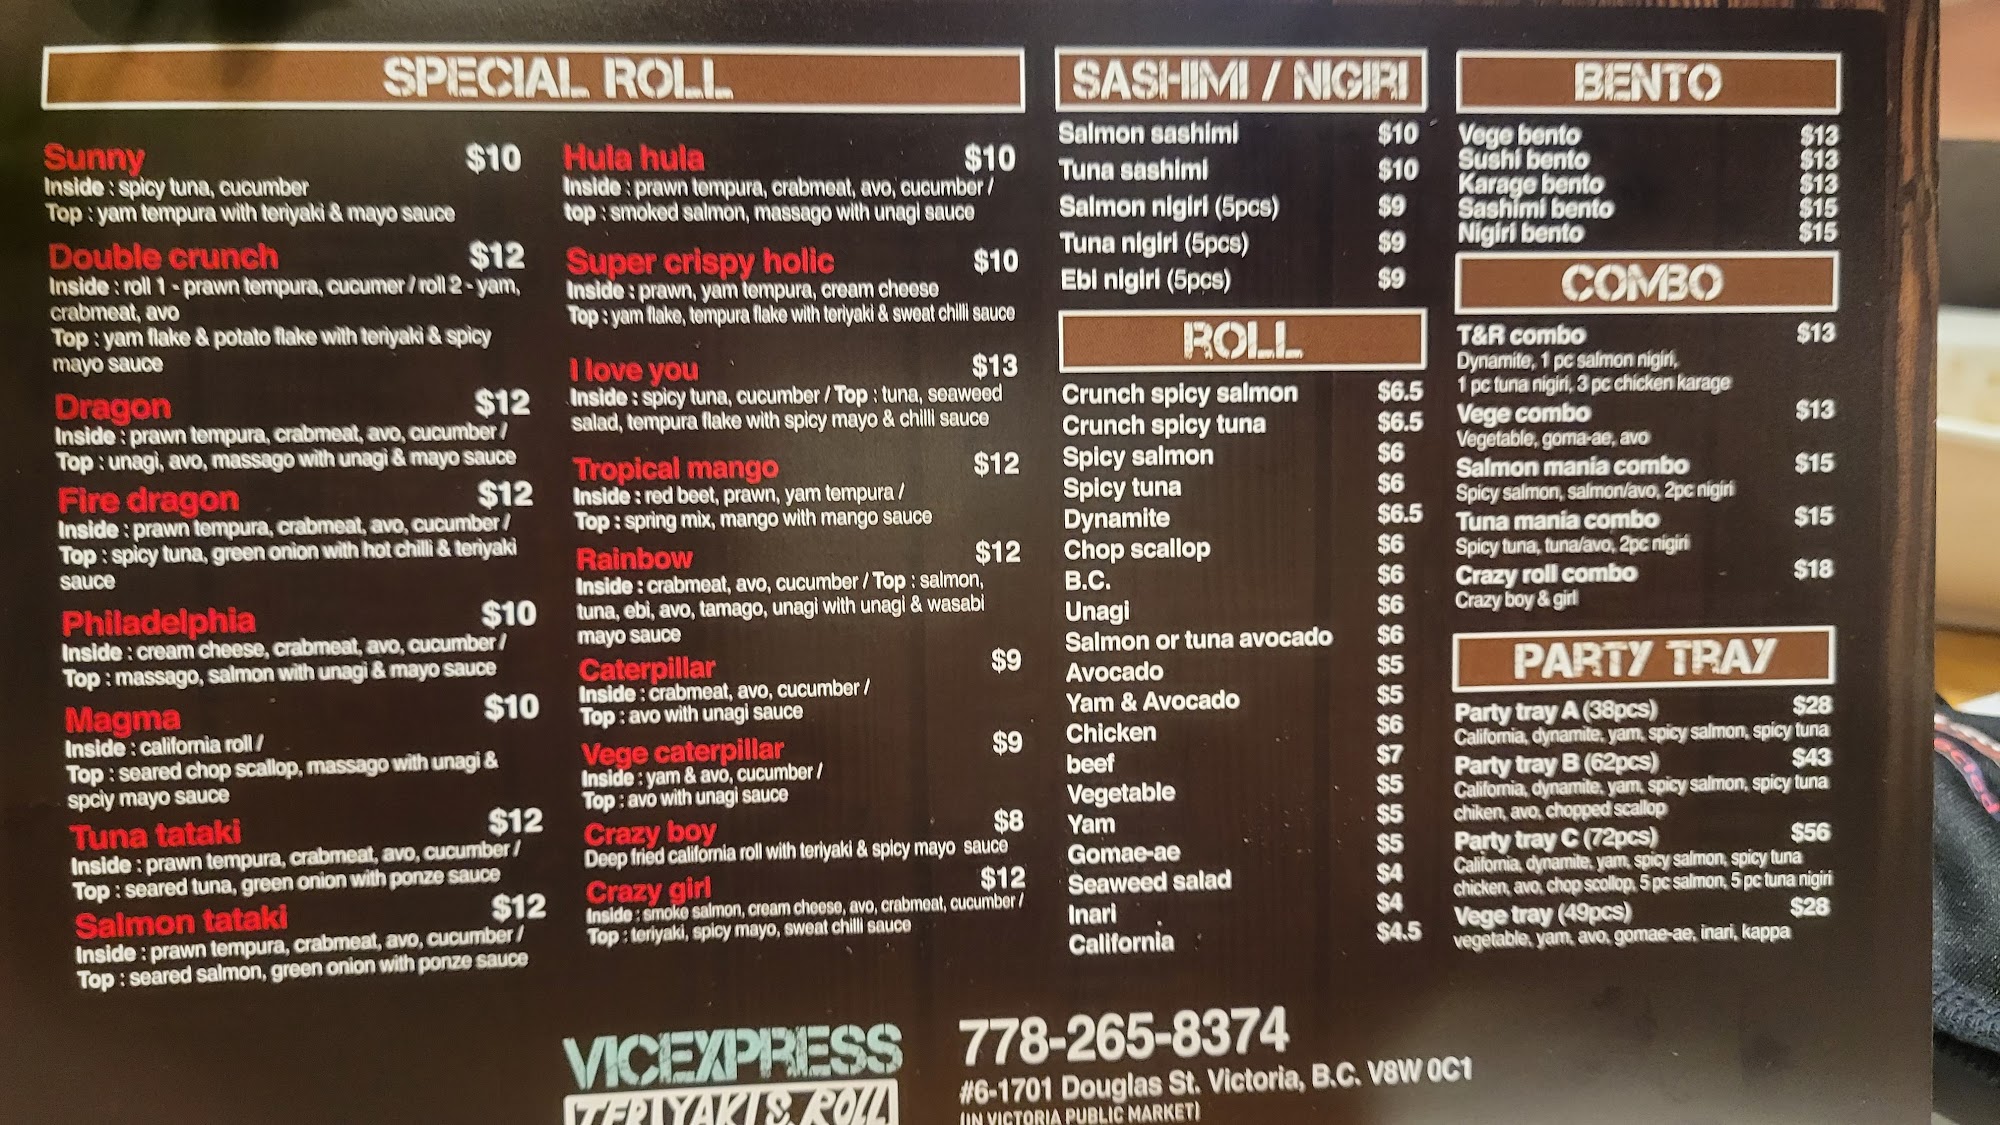 SPECIAL ROLL
Sunny $10
Inside : spicy tuna, cucumber
Top : yam tempura with teriyaki & mayo sauce
Double crunch $12
Inside : roll 1 - prawn tempura, cucumer / roll 2 - yam,
crabmeat, avo
Top : yam flake & potato flake with teriyaki & spicy
mayo sauce
Dragon $12
Inside : prawn tempura, crabmeat, avo, cucumber /
Top : unagi, avo, massago with unagi & mayo sauce
Fire dragon $12
Inside : prawn tempura, crabmeat, avo, cucumber /
Top : spicy tuna, green onion with hot chilli & teriyaki
sauce
Philadelphia $10
Inside : cream cheese, crabmeat, avo, cucumber /
Top : massago, salmon with unagi & mayo sauce
Magma $10
Inside : california roll /
Top : seared chop scallop, massago with unagi &
spciy mayo sauce
Tuna tataki $12
Inside : prawn tempura, crabmeat, avo, cucumber /
Top : seared tuna, green onion with ponze sauce
Salmon tataki $12
Inside : prawn tempura, crabmeat, avo, cucumber /
Top : seared salmon, green onion with ponze sauce
Hula hula $10
Inside : prawn tempura, crabmeat, avo, cucumber /
top : smoked salmon, massago with unagi sauce
Super crispy holic $10
Inside : prawn, yam tempura, cream cheese
Top : yam flake, tempura flake with teriyaki & sweat chilli sauce
I love you $13
Inside : spicy tuna, cucumber / Top : tuna, seaweed
salad, tempura flake with spicy mayo & chilli sauce
Tropical mango $12
Inside : red beet, prawn, yam tempura /
Top : spring mix, mango with mango sauce
Rainbow $12
Inside : crabmeat, avo, cucumber / Top : salmon,
tuna, ebi, avo, tamago, unagi with unagi & wasabi
mayo sauce
Caterpillar $9
Inside : crabmeat, avo, cucumber /
Top : avo with unagi sauce
Vege caterpillar $9
Inside : yam & avo, cucumber /
Top : avo with unagi sauce
Crazy boy $8
Deep fried california roll with teriyaki & spicy mayo sauce
Crazy girl $12
Inside : smoke salmon, cream cheese, avo, crabmeat, cucumber /
Top : teriyaki, spicy mayo, sweat chilli sauce
SASHIMI / NIGIRI
Salmon sashimi $10
Tuna sashimi $10
Salmon nigiri (5pcs) $9
Tuna nigiri (5pcs) $9
Ebi nigiri (5pcs) $9
ROLL
Crunch spicy salmon $6.5
Crunch spicy tuna $6.5
Spicy salmon $6
Spicy tuna $6
Dynamite $6.5
Chop scallop $6
B.C. $6
Unagi $6
Salmon or tuna avocado $6
Avocado $5
Yam & Avocado $5
Chicken $6
beef $7
Vegetable $5
Yam $5
Gomae-ae $5
Seaweed salad $4
Inari $4
California $4.5
BENTO
Vege bento $13
Sushi bento $13
Karage bento $13
Sashimi bento $15
Nigiri bento $15
COMBO
T&R combo $13
Dynamite, 1 pc salmon nigiri,
1 pc tuna nigiri, 3 pc chicken karage
Vege combo $13
Vegetable, goma-ae, avo
Salmon mania combo $15
Spicy salmon, salmon/avo, 2pc nigiri
Tuna mania combo $15
Spicy tuna, tuna/avo, 2pc nigiri
Crazy roll combo $18
Crazy boy & girl
PARTY TRAY
Party tray A (38pcs) $28
California, dynamite, yam, spicy salmon, spicy tuna
Party tray B (62pcs) $43
California, dynamite, yam, spicy salmon, spicy tuna
chiken, avo, chopped scallop
Party tray C (72pcs) $56
California, dynamite, yam, spicy salmon, spicy tuna
chicken, avo, chop scollop, 5 pc salmon, 5 pc tuna nigiri
Vege tray (49pcs) $28
vegetable, yam, avo, gomae-ae, inari, kappa
VICEXPRESS
TERIYAKI & ROLL
778-265-8374
#6-1701 Douglas St. Victoria, B.C. V8W 0C1
(IN VICTORIA PUBLIC MARKET)